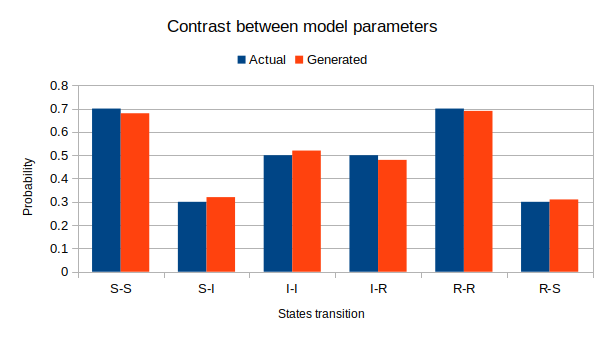 Contrast between model parameters
Actual Generated
0.8
0.7
0.6
0.5
0.4
0.3
0.2
0.1
0
Probability
S-S S-I I-I I-R R-R R-S
States transition